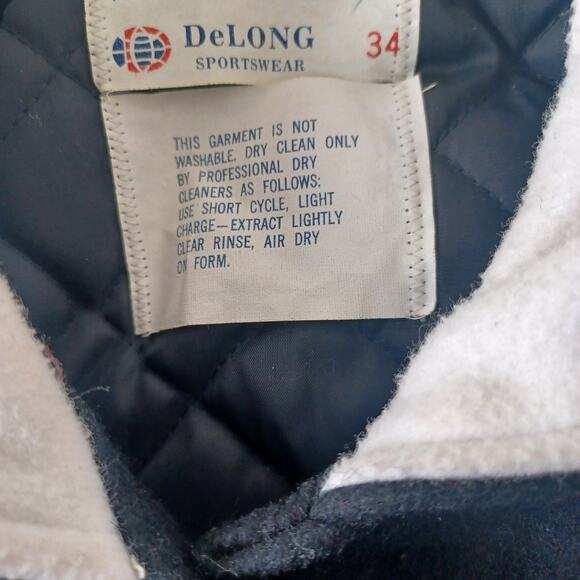 DeLONG 34
SPORTSWEAR
THIS GARMENT IS NOT
WASHABLE. DRY CLEAN ONLY
BY PROFESSIONAL DRY
CLEANERS AS FOLLOWS:
USE SHORT CYCLE, LIGHT
CHARGE—EXTRACT LIGHTLY
CLEAR RINSE, AIR DRY
ON FORM.